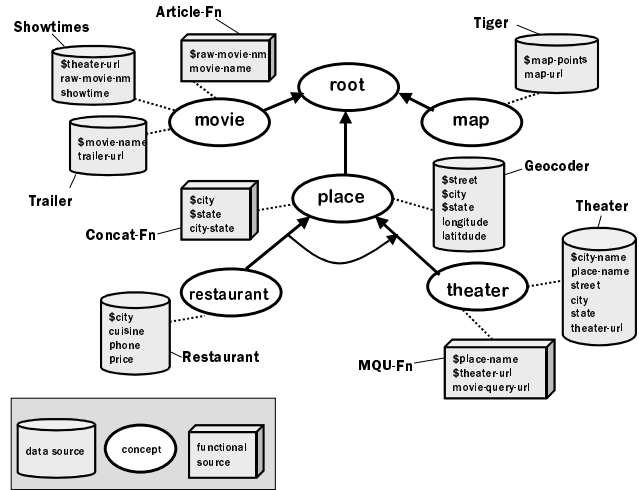 Article-Fn
Showtimes
Tiger
$theater-url
raw-movie-nm
showtime
$raw-movie-nm
movie-name
$map-points
map-url
root
movie
map
$movie-name
trailer-url
Trailer
Geocoder
$street
$city
$state
longitude
latitdude
place
$city
$state
city-state
Concat-Fn
Theater
$city-name
place-name
street
city
state
theater-url
restaurant
theater
$city
cuisine
phone
price
Restaurant
MQU-Fn
$place-name
$theater-url
movie-query-url
data source
concept
functional
source